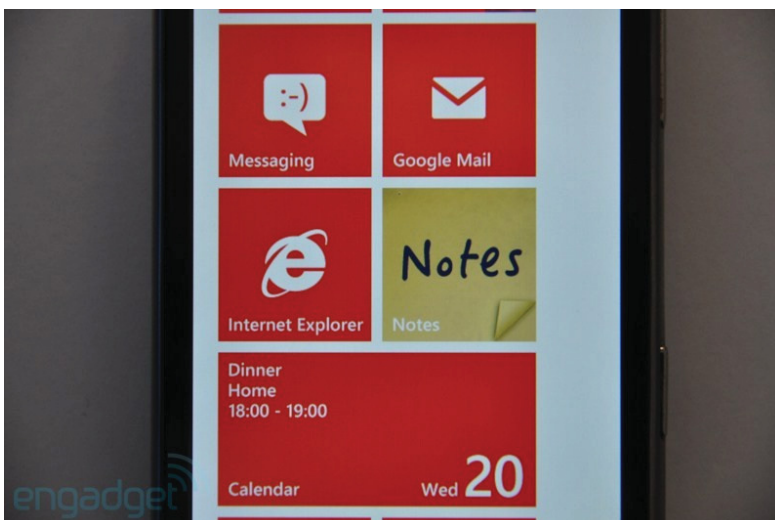 :-)
Messaging
Google Mail
Internet Explorer
Notes
Notes
Dinner
Home
18:00 - 19:00
Calendar
Wed 20
engadget